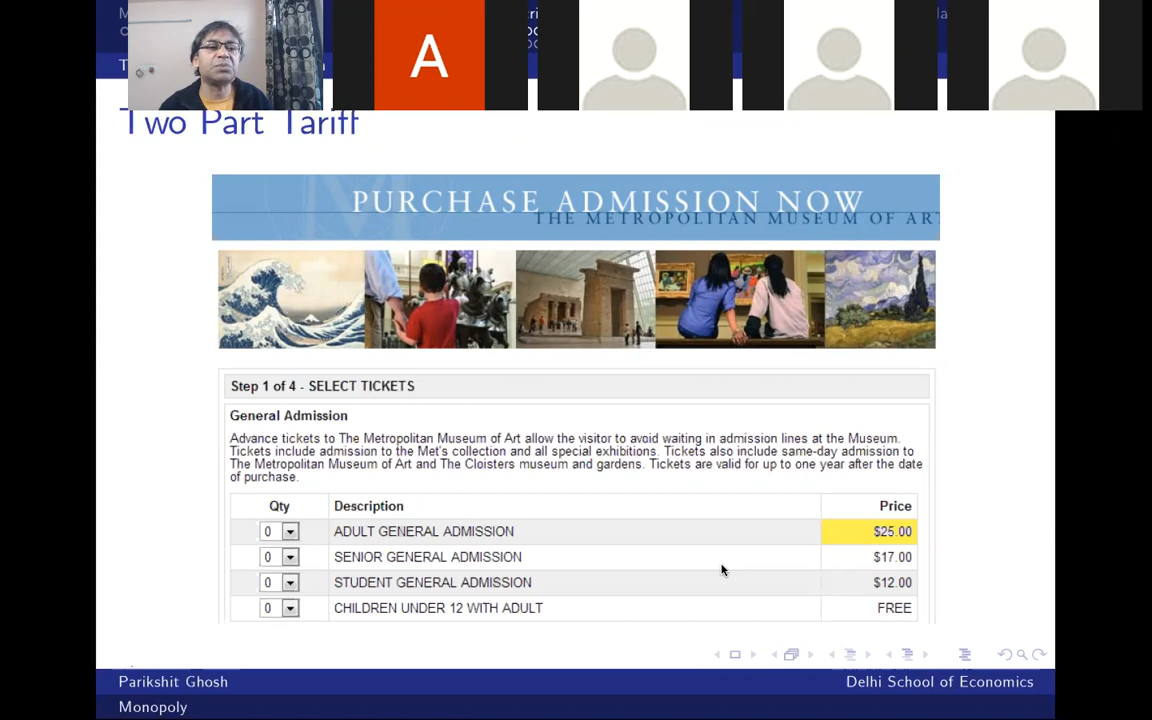 A
Two Part Tariff
PURCHASE ADMISSION NOW
THE METROPOLITAN MUSEUM OF ART
Step 1 of 4 - SELECT TICKETS
General Admission
Advance tickets to The Metropolitan Museum of Art allow the visitor to avoid waiting in admission lines at the Museum.
Tickets include admission to the Met's collection and all special exhibitions. Tickets also include same-day admission to
The Metropolitan Museum of Art and The Cloisters museum and gardens. Tickets are valid for up to one year after the date
of purchase.
Qty Description Price
0 ADULT GENERAL ADMISSION $25.00
0 SENIOR GENERAL ADMISSION $17.00
0 STUDENT GENERAL ADMISSION $12.00
0 CHILDREN UNDER 12 WITH ADULT FREE
Parikshit Ghosh Delhi School of Economics
Monopoly